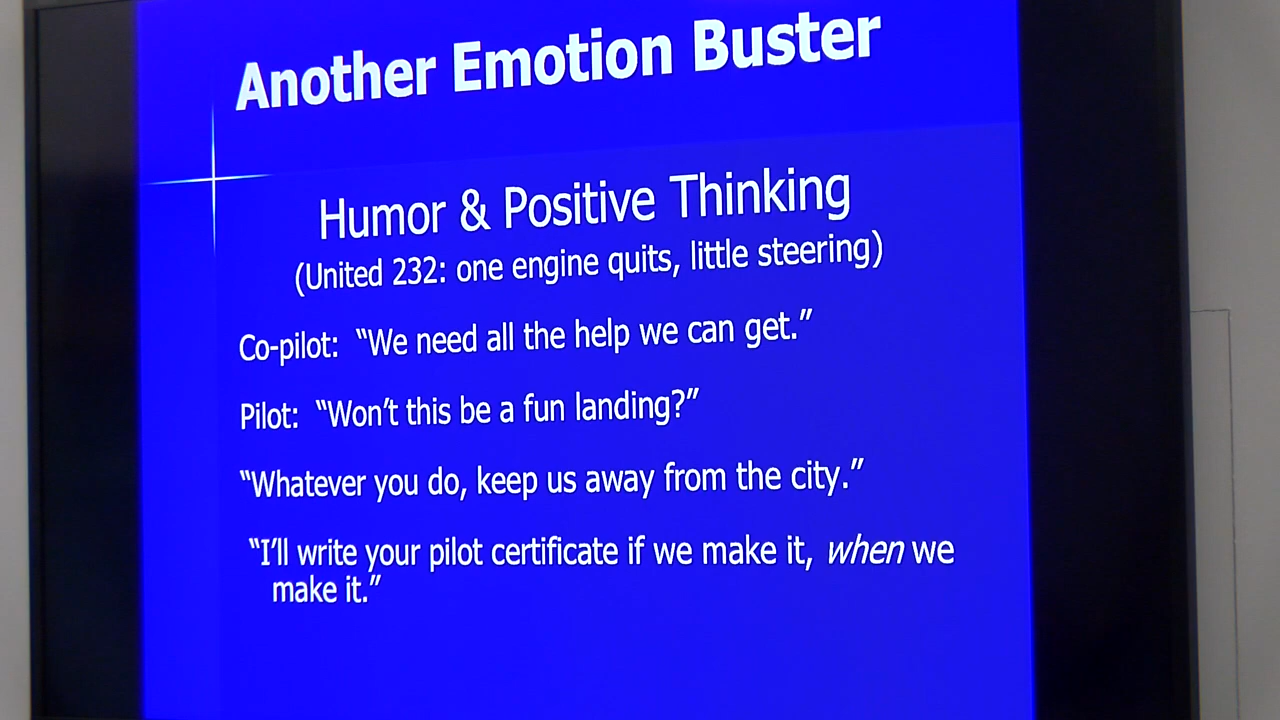 Another Emotion Buster
Humor & Positive Thinking
(United 232: one engine quits, little steering)
Co-pilot: “We need all the help we can get.”
Pilot: “Won’t this be a fun landing?”
“Whatever you do, keep us away from the city.”
“I’ll write your pilot certificate if we make it, when we
make it.”